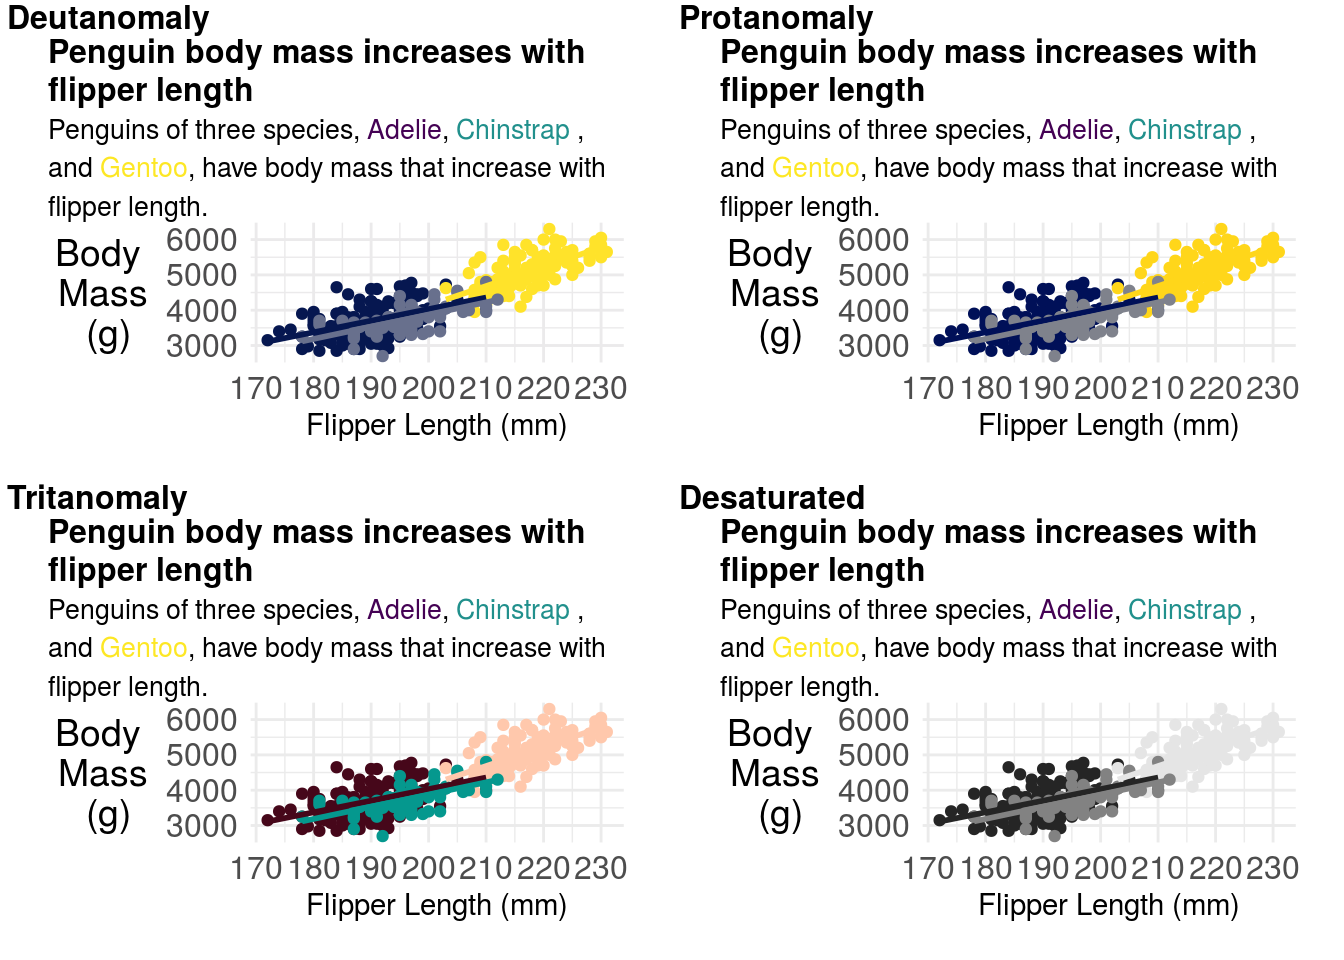 Deutanomaly
Penguin body mass increases with
flipper length
Penguins of three species, Adelie, Chinstrap ,
and Gentoo, have body mass that increase with
flipper length.
Body
Mass
(g)
6000
5000
4000
3000
170 180 190 200 210 220 230
Flipper Length (mm)
Protanomaly
Penguin body mass increases with
flipper length
Penguins of three species, Adelie, Chinstrap ,
and Gentoo, have body mass that increase with
flipper length.
Body
Mass
(g)
6000
5000
4000
3000
170 180 190 200 210 220 230
Flipper Length (mm)
Tritanomaly
Penguin body mass increases with
flipper length
Penguins of three species, Adelie, Chinstrap ,
and Gentoo, have body mass that increase with
flipper length.
Body
Mass
(g)
6000
5000
4000
3000
170 180 190 200 210 220 230
Flipper Length (mm)
Desaturated
Penguin body mass increases with
flipper length
Penguins of three species, Adelie, Chinstrap ,
and Gentoo, have body mass that increase with
flipper length.
Body
Mass
(g)
6000
5000
4000
3000
170 180 190 200 210 220 230
Flipper Length (mm)